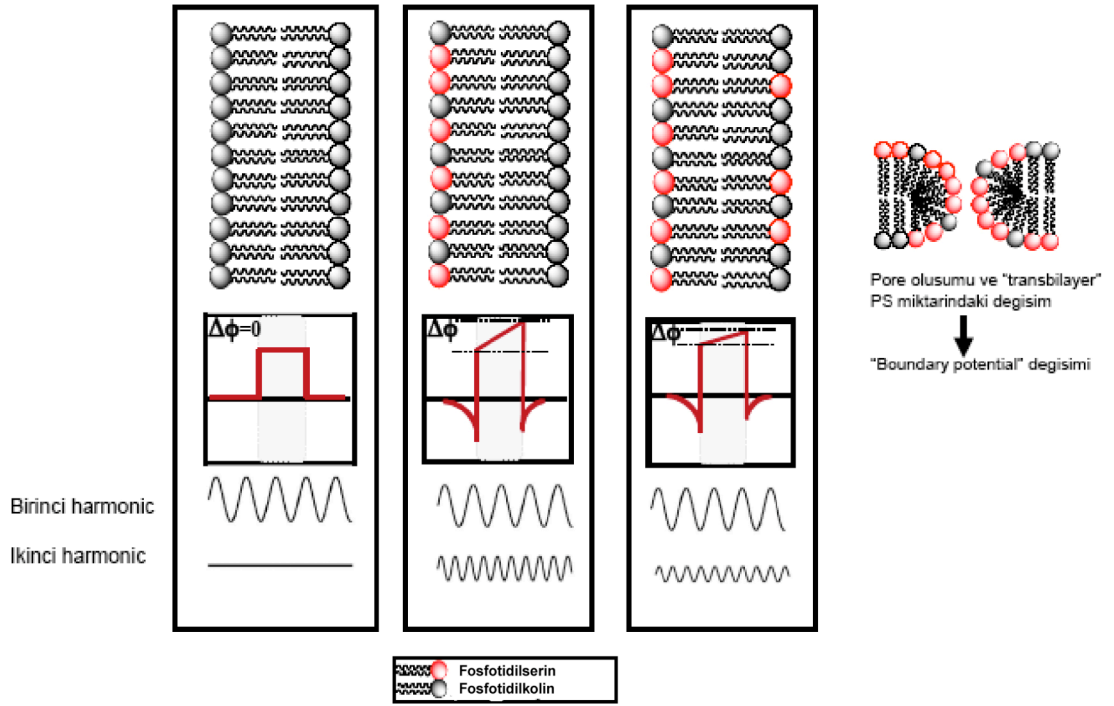 Δϕ=0
Δϕ
Δϕ
Pore olusumu ve "transbilayer"
PS miktarindaki degisim
"Boundary potential" degisimi
Birinci harmonic
Ikinci harmonic
Fosfotidilserin
Fosfotidilkolin